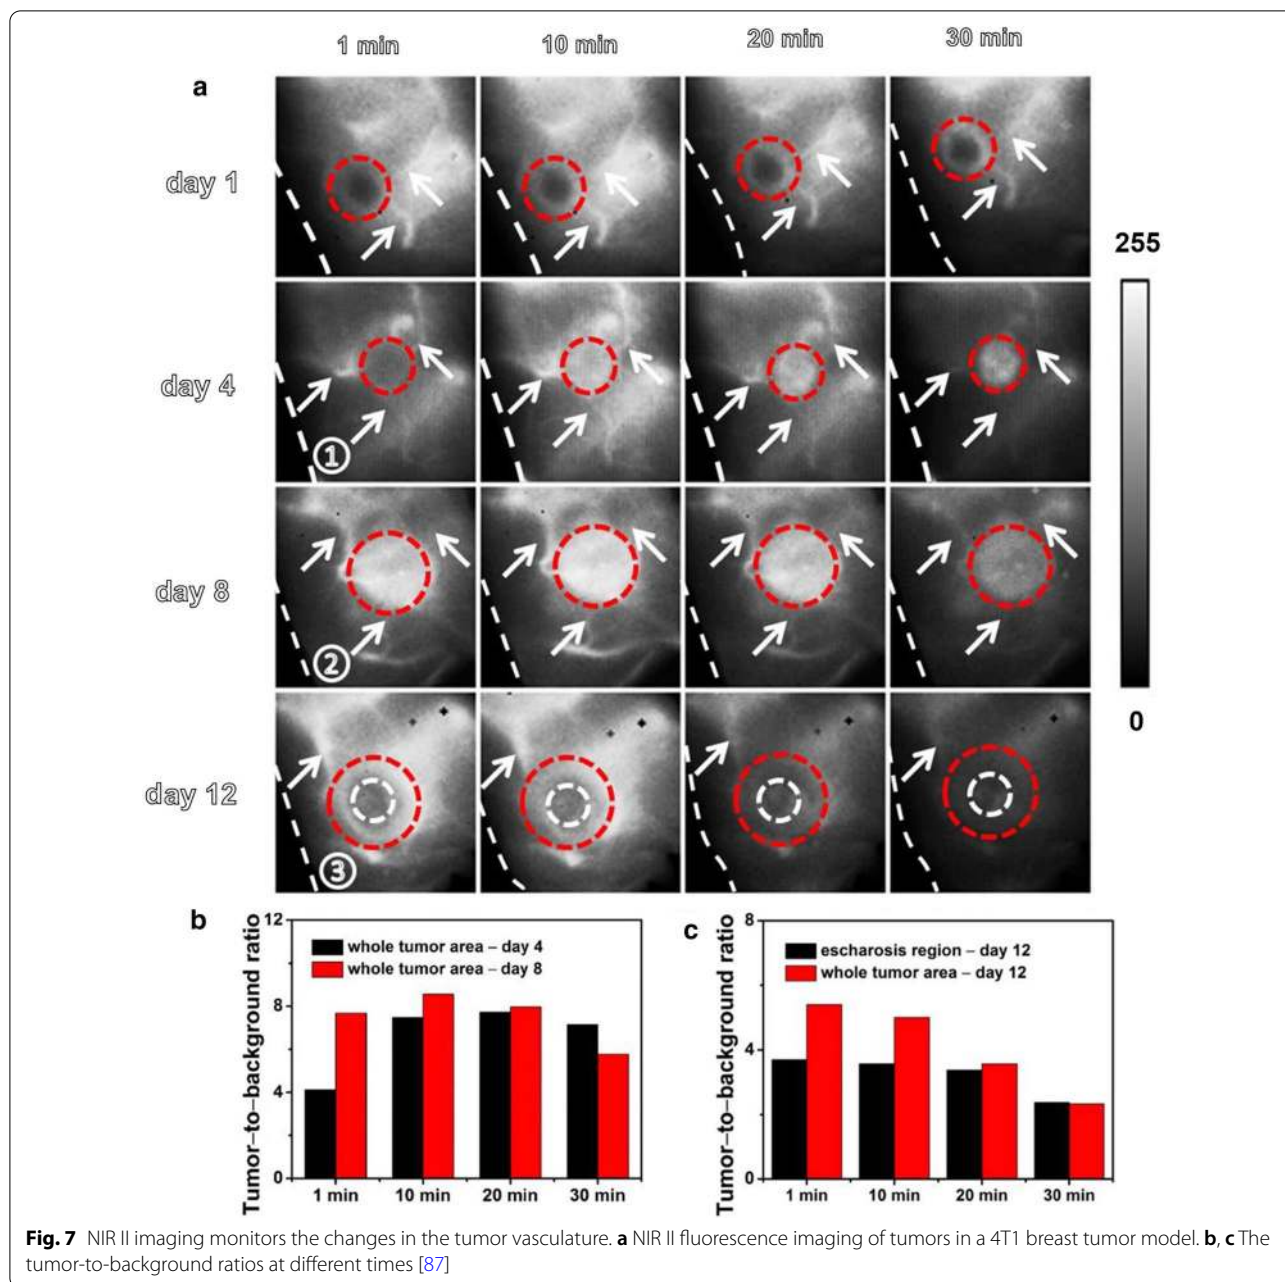 1 min 10 min 20 min 30 min
a
day 1
255
day 4
①
day 8
②
0
day 12
③
b
Tumor–to–background ratio
12
8
4
0
whole tumor area – day 4
whole tumor area – day 8
1 min 10 min 20 min 30 min
c
Tumor–to–background ratio
8
4
0
escharosis region – day 12
whole tumor area – day 12
1 min 10 min 20 min 30 min
Fig. 7 NIR II imaging monitors the changes in the tumor vasculature. a NIR II fluorescence imaging of tumors in a 4T1 breast tumor model. b, c The
tumor-to-background ratios at different times [87]